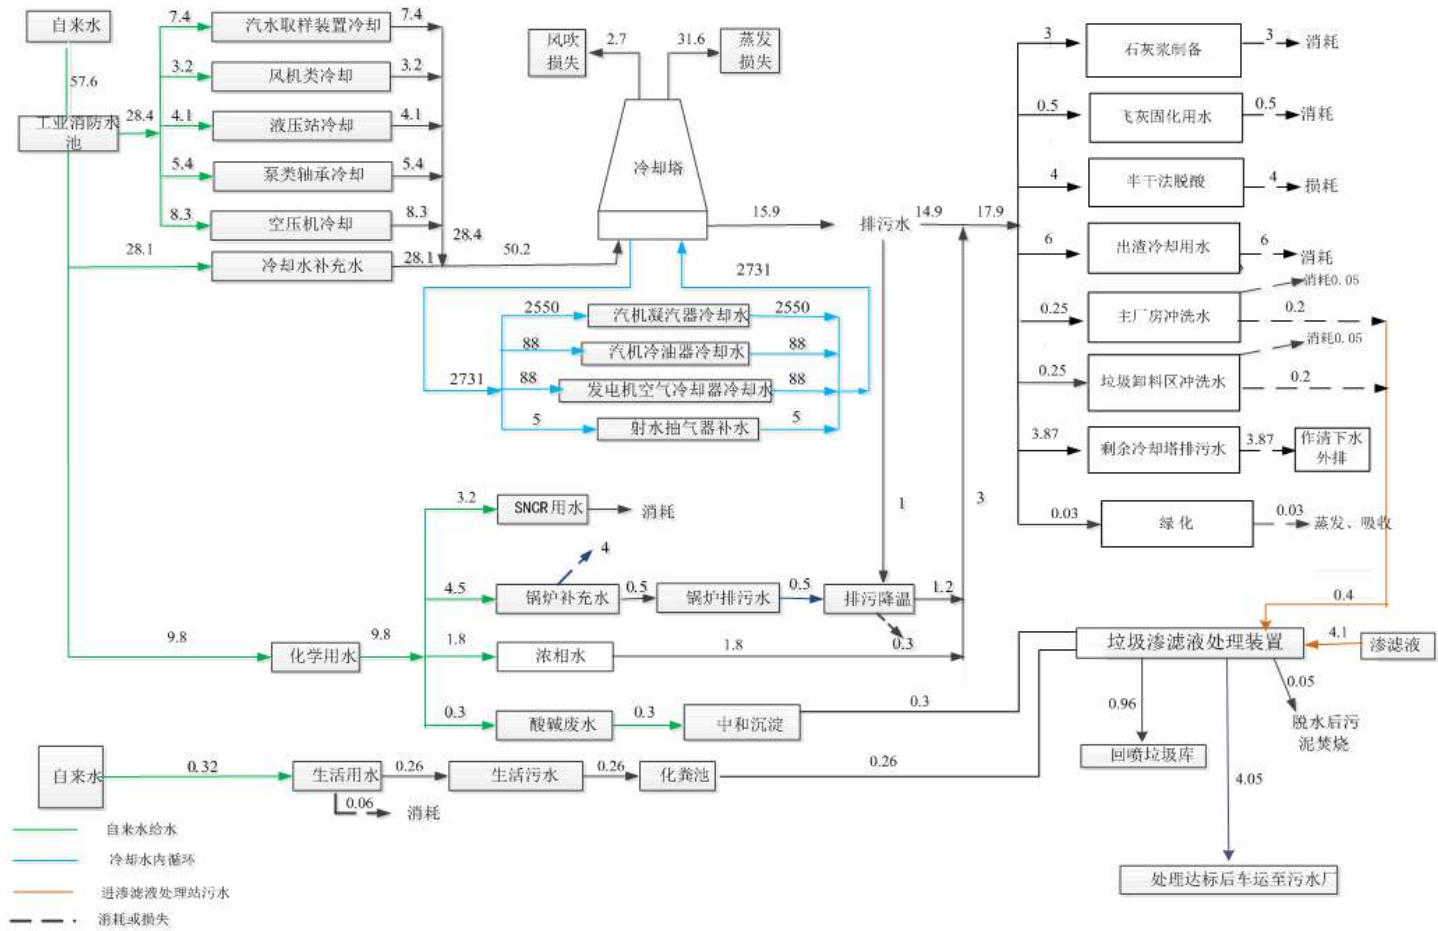 自来水
57.6
工业消防水
池
28.4
7.4
汽水取样装置冷却
7.4
3.2
风机类冷却
3.2
4.1
液压站冷却
4.1
5.4
泵类轴承冷却
5.4
8.3
空压机冷却
8.3
28.4
28.1
冷却水补充水
28.1
50.2
风吹
损失
2.7
31.6
蒸发
损失
冷却塔
15.9
排污水
14.9
17.9
2731
2731
2550
汽机凝汽器冷却水
2550
88
汽机冷油器冷却水
88
88
发电机空气冷却器冷却水
88
5
射水抽气器补水
5
3
石灰浆制备
3
消耗
0.5
飞灰固化用水
0.5
消耗
4
半干法脱酸
4
损耗
6
出渣冷却用水
6
消耗
0.25
主厂房冲洗水
消耗0.05
0.2
0.25
垃圾卸料区冲洗水
消耗0.05
0.2
3.87
剩余冷却塔排污水
3.87
作清下水
外排
0.03
绿化
0.03
蒸发、吸收
1
3
3.2
SNCR用水
消耗
4
4.5
锅炉补充水
0.5
锅炉排污水
0.5
排污降温
1.2
0.3
9.8
化学用水
9.8
1.8
浓相水
1.8
0.3
酸碱废水
0.3
中和沉淀
0.3
0.4
垃圾渗滤液处理装置
4.1
渗滤液
0.96
回喷垃圾库
0.05
脱水后污
泥焚烧
4.05
处理达标后车运至污水厂
自来水
0.32
生活用水
0.26
生活污水
0.26
化粪池
0.26
0.06
消耗
自来水给水
冷却水内循环
进渗滤液处理站污水
消耗或损失